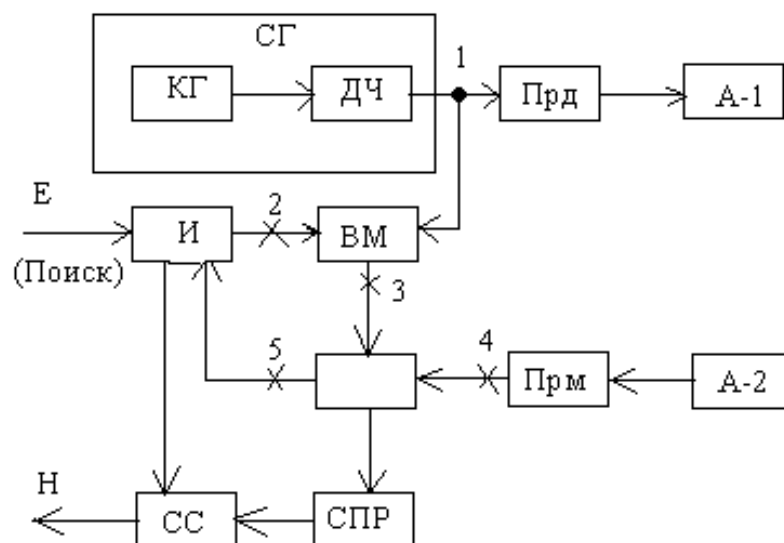 СГ
1
КГ
ДЧ
Прд
А-1
Е
2
И
ВМ
(Поиск)
3
5
4
Прм
А-2
Н
СС
СПР